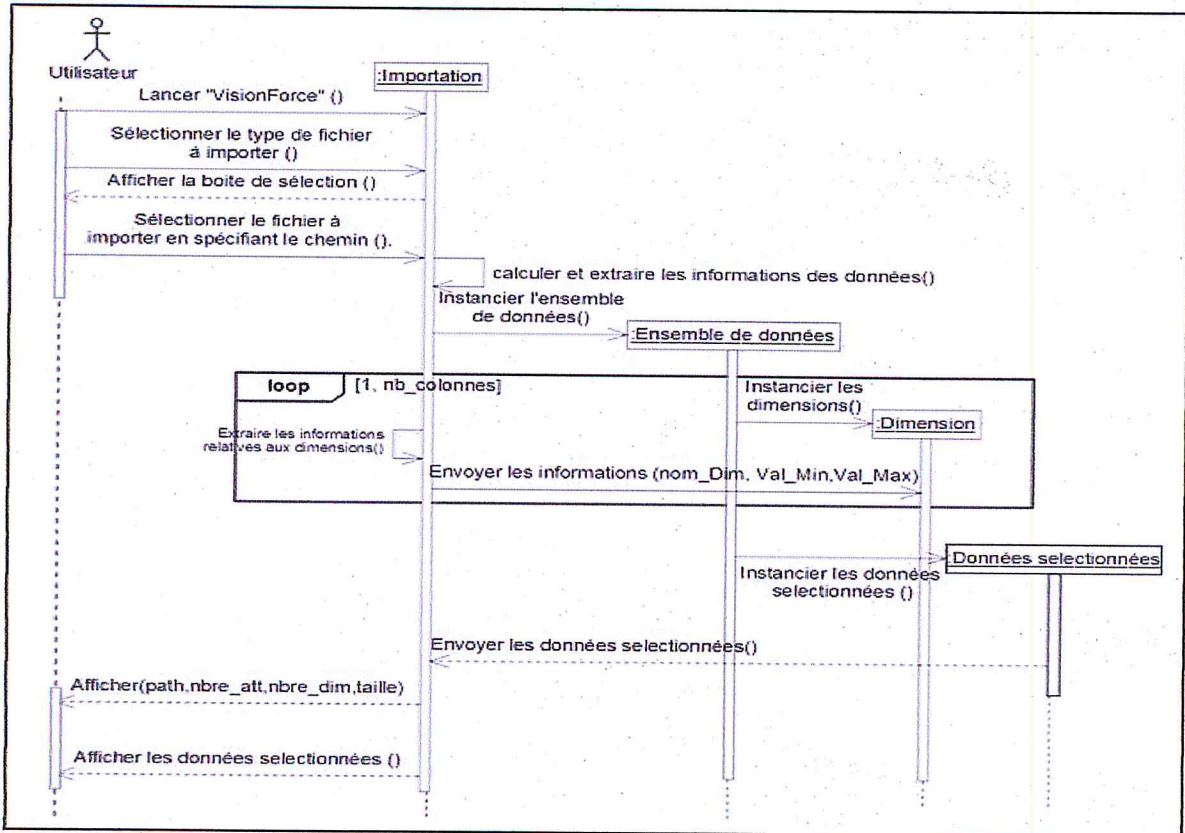 Utilisateur
:Importation
Lancer "VisionForce" ()
Sélectionner le type de fichier
à importer ()
Afficher la boite de sélection ()
Sélectionner le fichier à
importer en spécifiant le chemin ().
calculer et extraire les informations des données()
Instancier l'ensemble
de données()
:Ensemble de données
loop
[1, nb_colonnes]
Instancier les
dimensions()
:Dimension
Extraire les informations
relatives aux dimensions()
Envoyer les informations (nom_Dim, Val_Min,Val_Max)
:Données selectionnées
Instancier les données
selectionnées ()
Envoyer les données selectionnées()
Afficher(path,nbre_att,nbre_dim,taille)
Afficher les données selectionnées ()